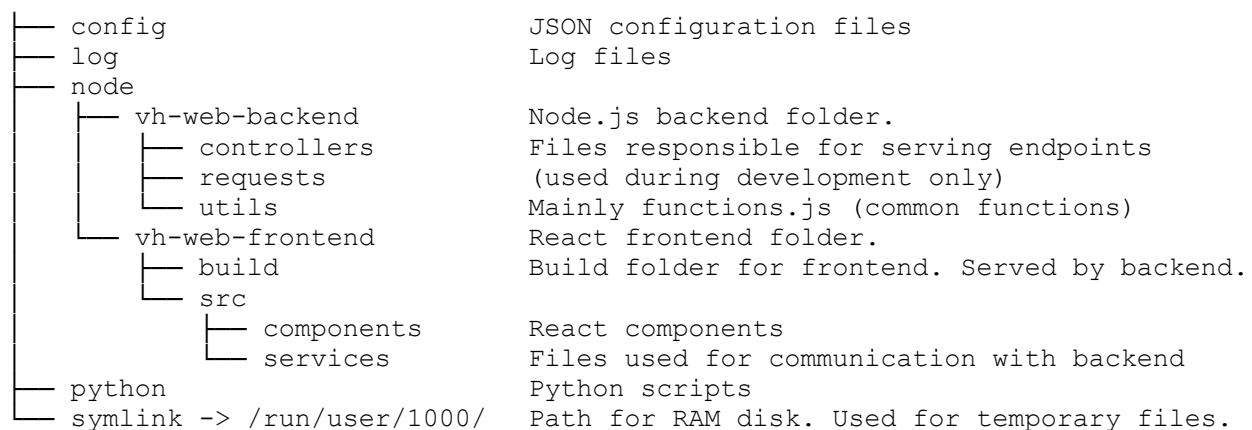 ├── config                  JSON configuration files
├── log                     Log files
├── node
│   ├── vh-web-backend      Node.js backend folder.
│   │   ├── controllers     Files responsible for serving endpoints
│   │   ├── requests        (used during development only)
│   │   └── utils           Mainly functions.js (common functions)
│   └── vh-web-frontend     React frontend folder.
│       ├── build           Build folder for frontend. Served by backend.
│       └── src
│           ├── components  React components
│           └── services    Files used for communication with backend
├── python                  Python scripts
└── symlink -> /run/user/1000/  Path for RAM disk. Used for temporary files.